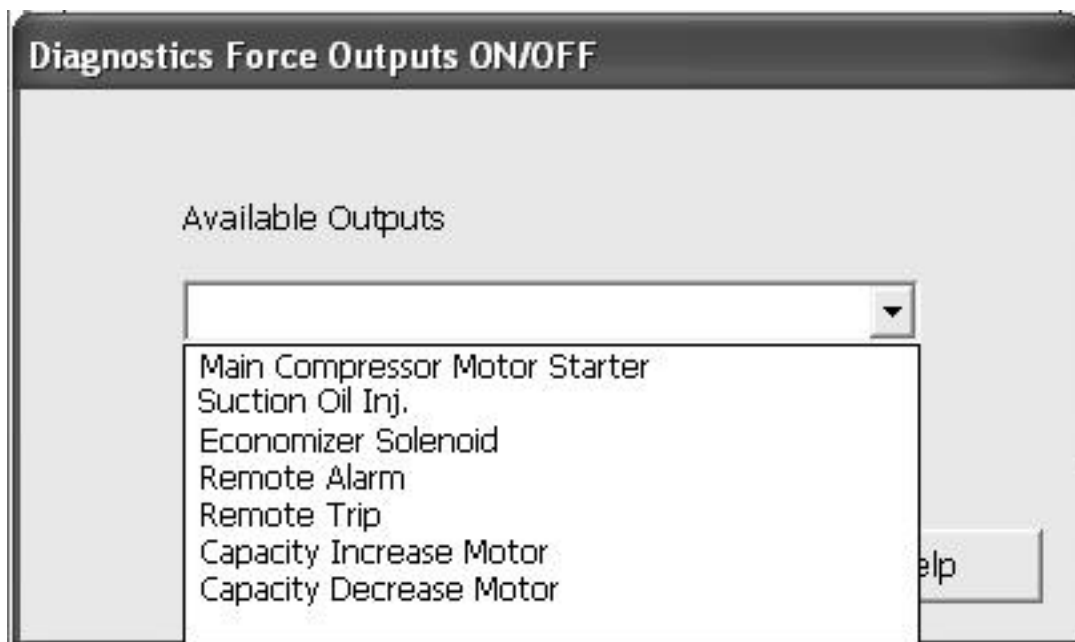 Diagnostics Force Outputs ON/OFF
Available Outputs
Main Compressor Motor Starter
Suction Oil Inj.
Economizer Solenoid
Remote Alarm
Remote Trip
Capacity Increase Motor
elp
Capacity Decrease Motor